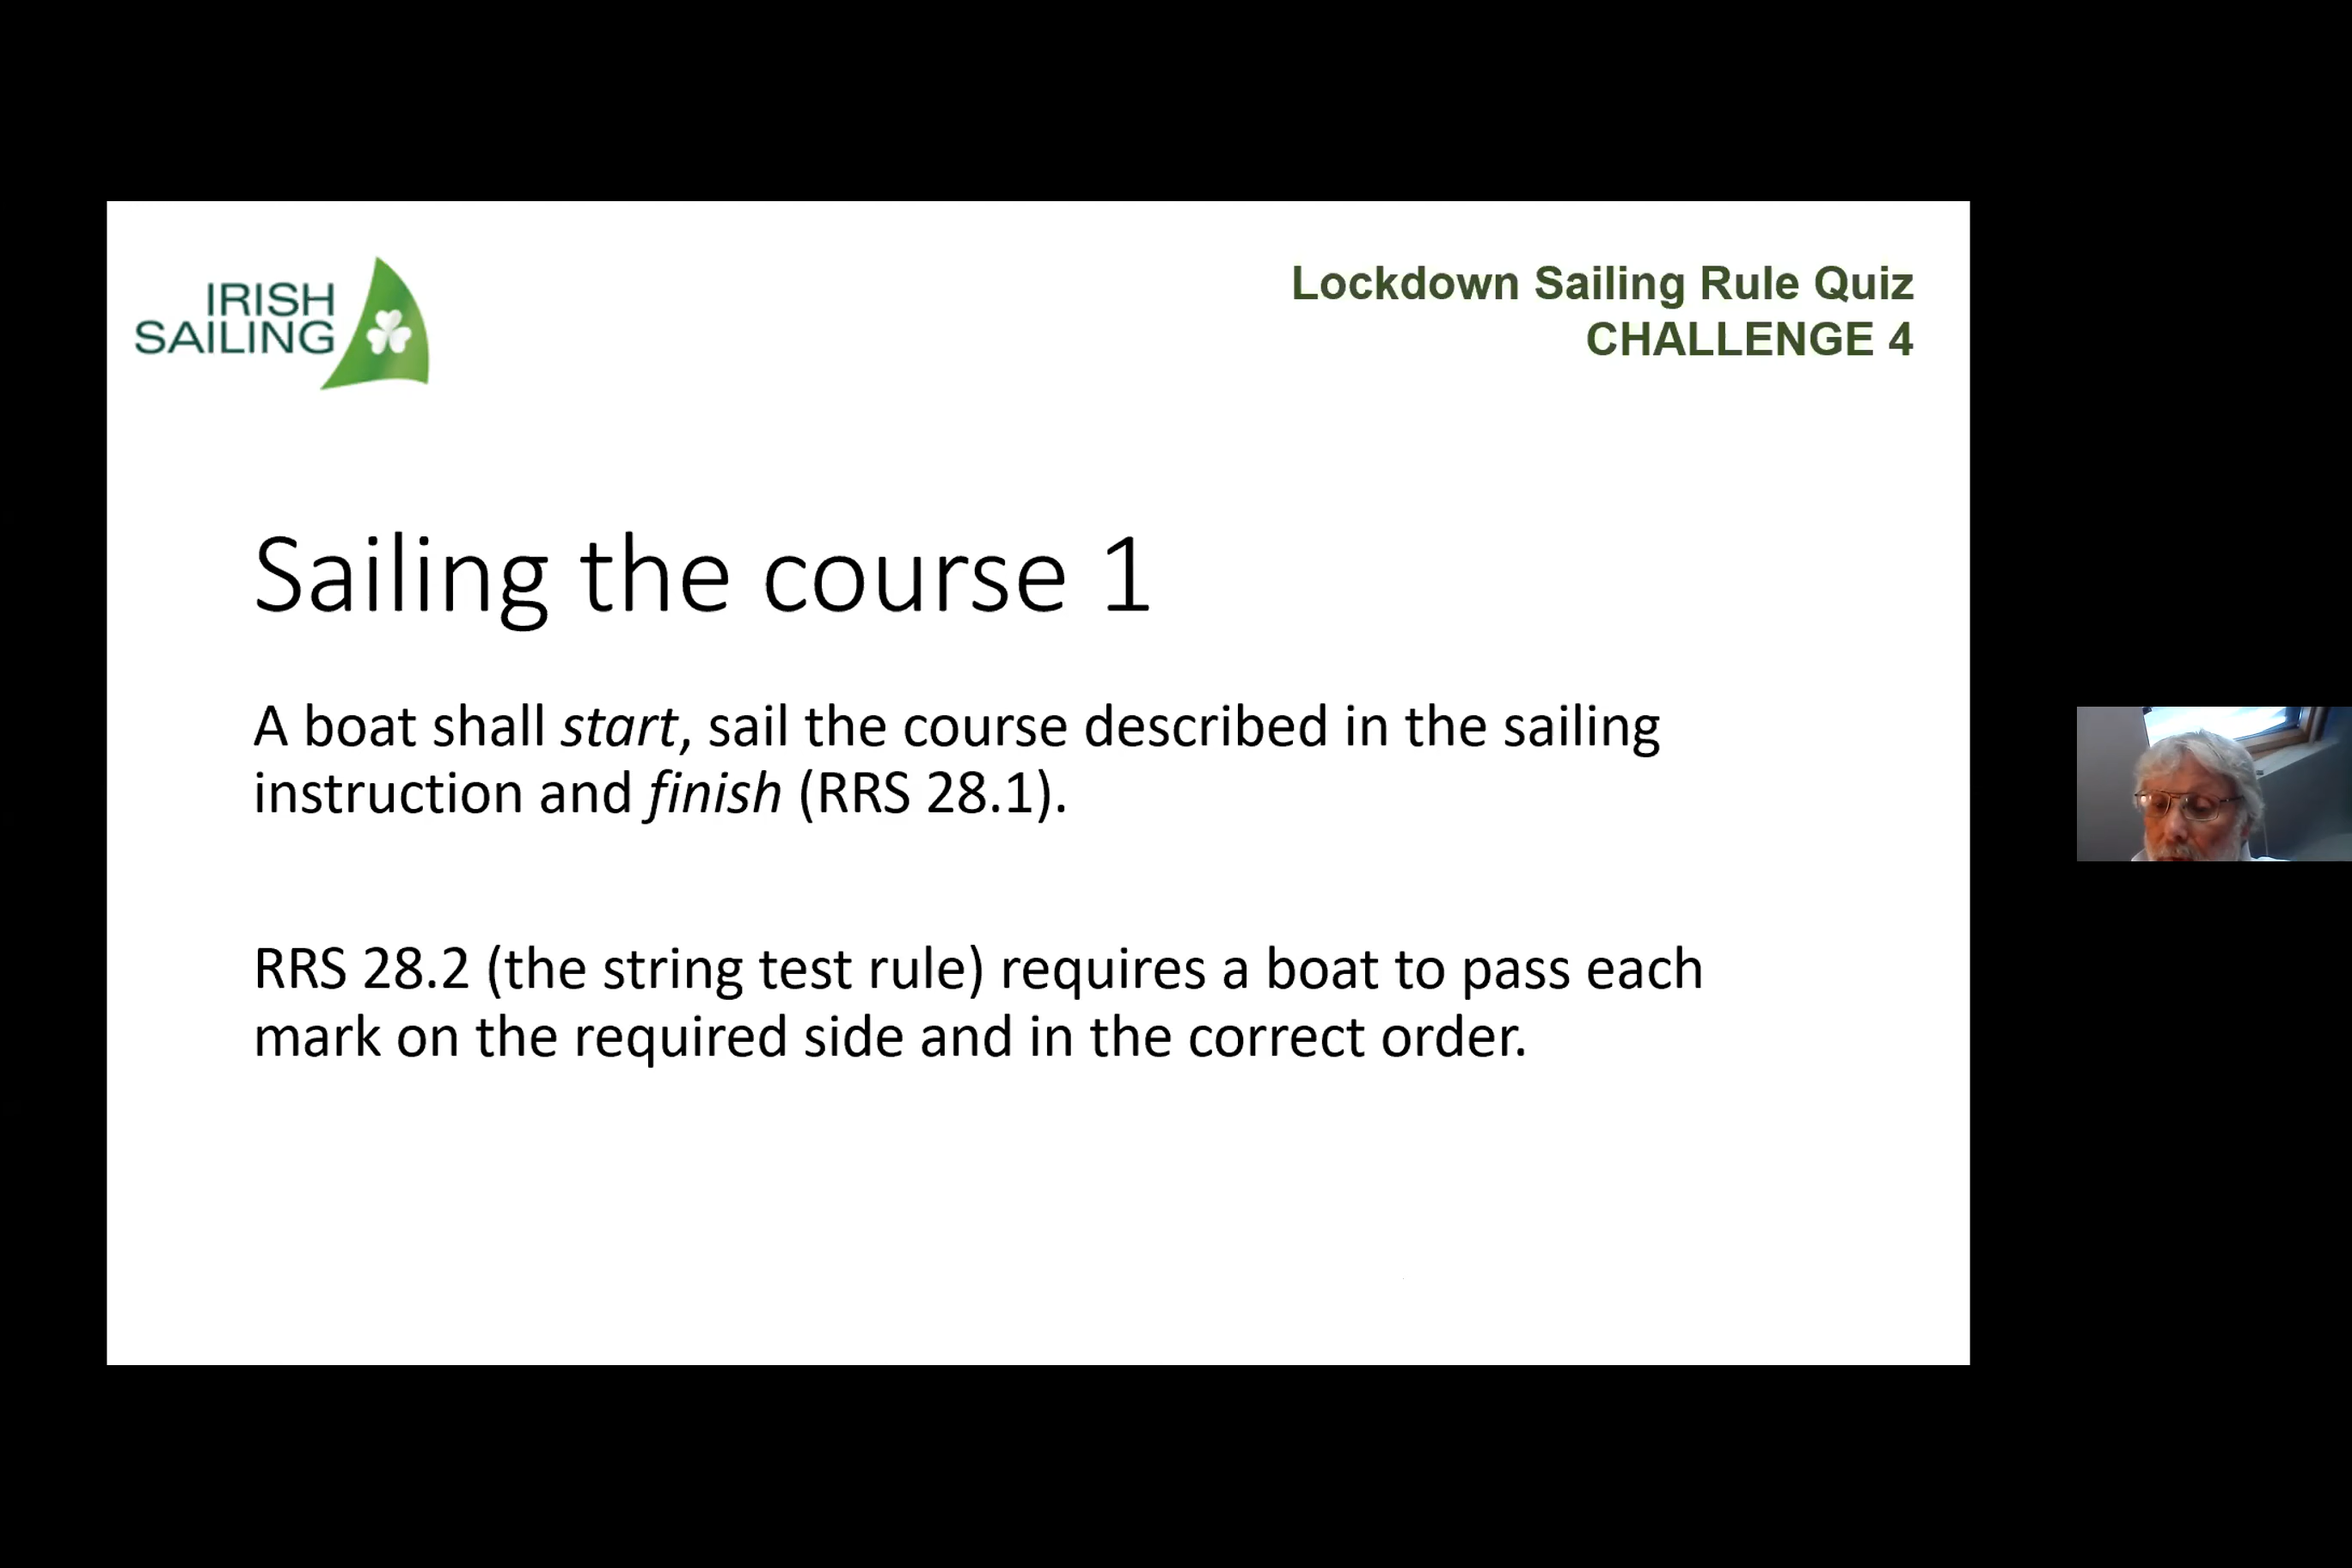 IRISH
SAILING
Lockdown Sailing Rule Quiz
CHALLENGE 4
Sailing the course 1
A boat shall start, sail the course described in the sailing
instruction and finish (RRS 28.1).
RRS 28.2 (the string test rule) requires a boat to pass each
mark on the required side and in the correct order.